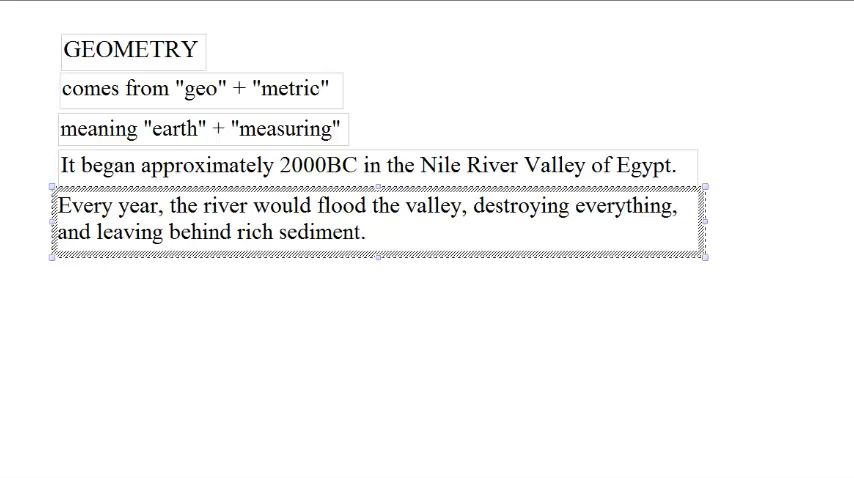 GEOMETRY
comes from "geo" + "metric"
meaning "earth" + "measuring"
It began approximately 2000BC in the Nile River Valley of Egypt.
Every year, the river would flood the valley, destroying everything,
and leaving behind rich sediment.